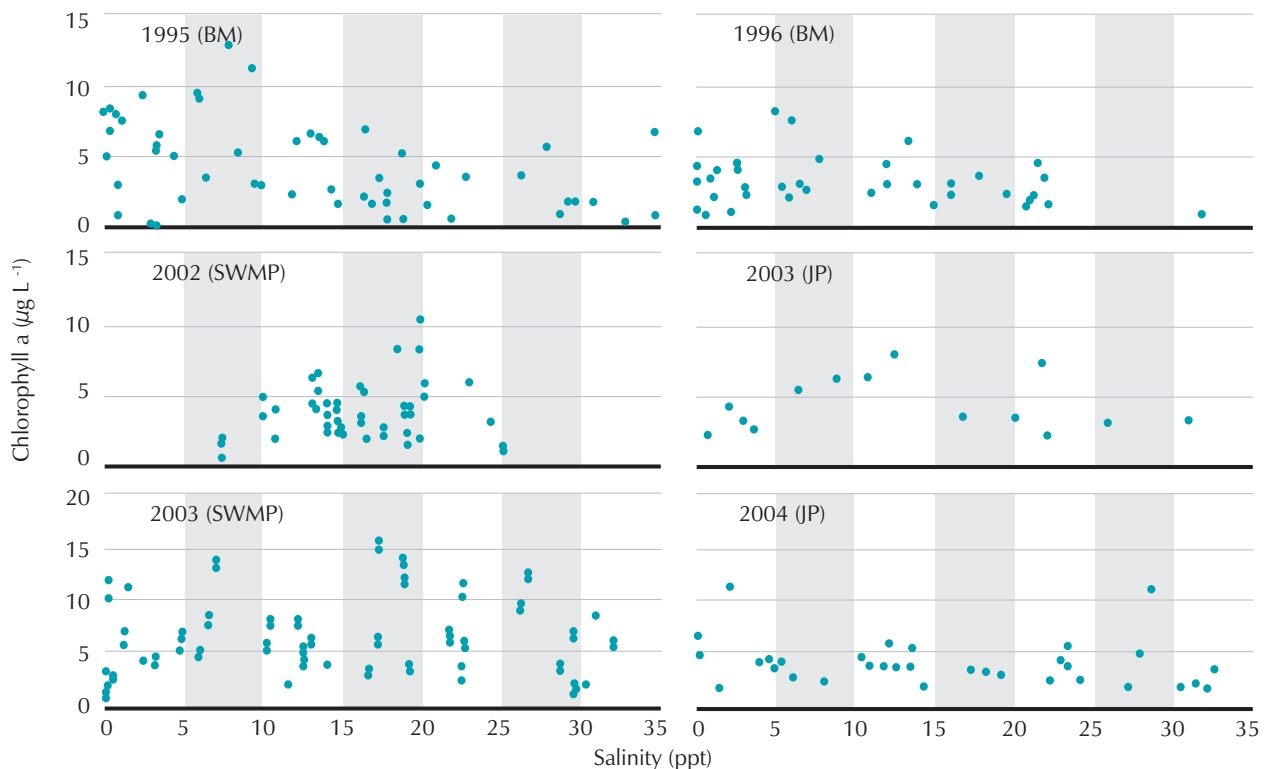 15
10
5
0
1995 (BM)
1996 (BM)
15
10
5
0
2002 (SWMP)
2003 (JP)
20
15
10
5
0
2003 (SWMP)
2004 (JP)
0 5 10 15 20 25 30 35
0 5 10 15 20 25 30 35
Chlorophyll a (µg L -1)
Salinity (ppt)